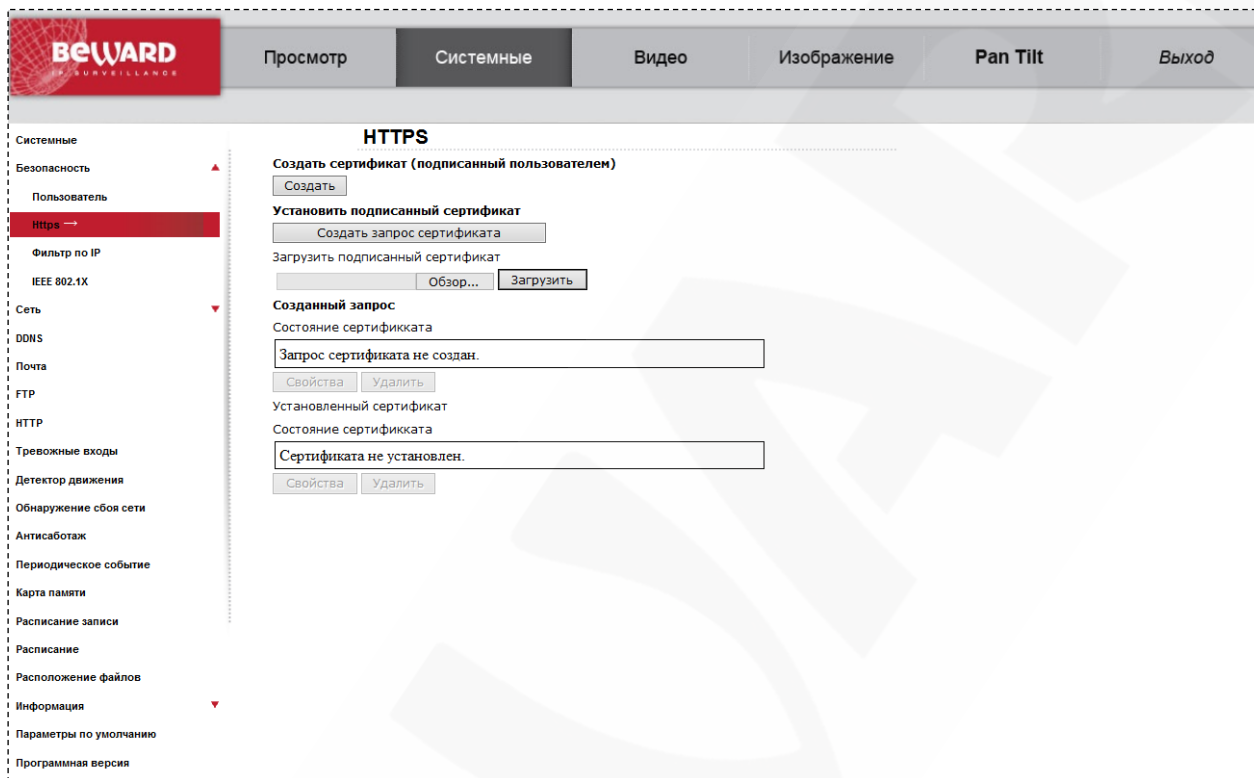 BEWARD
IP SURVEILLANCE
Просмотр
Системные
Видео
Изображение
Pan Tilt
Выход
Системные
Безопасность
Пользователь
Https →
Фильтр по IP
IEEE 802.1X
Сеть
DDNS
Почта
FTP
HTTP
Тревожные входы
Детектор движения
Обнаружение сбоя сети
Антисаботаж
Периодическое событие
Карта памяти
Расписание записи
Расписание
Расположение файлов
Информация
Параметры по умолчанию
Программная версия
HTTPS
Создать сертификат (подписанный пользователем)
Создать
Установить подписанный сертификат
Создать запрос сертификата
Загрузить подписанный сертификат
Обзор... Загрузить
Созданный запрос
Состояние сертификката
Запрос сертификата не создан.
Свойства Удалить
Установленный сертификат
Состояние сертификката
Сертификата не установлен.
Свойства Удалить